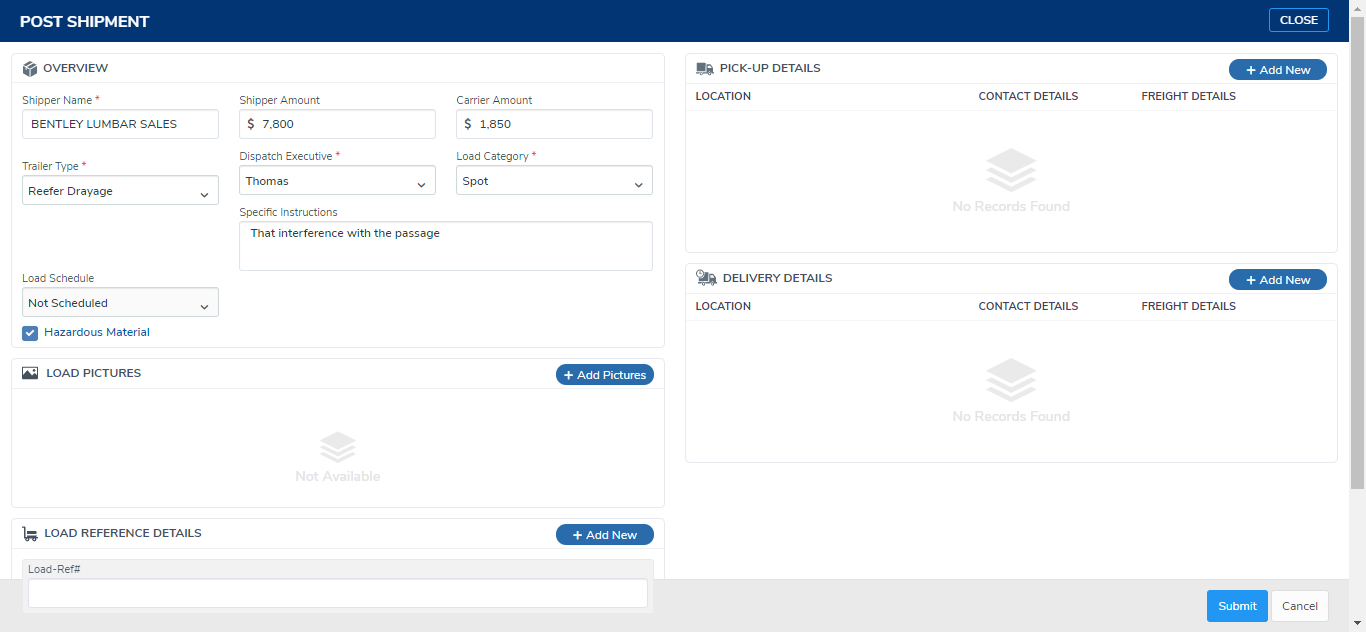 POST SHIPMENT
CLOSE
OVERVIEW
Shipper Name *
Shipper Amount
Carrier Amount
BENTLEY LUMBAR SALES
$ 7,800
$ 1,850
Trailer Type *
Dispatch Executive *
Load Category *
Reefer Drayage
Thomas
Spot
Specific Instructions
That interference with the passage
Load Schedule
Not Scheduled
Hazardous Material
LOAD PICTURES
+ Add Pictures
Not Available
LOAD REFERENCE DETAILS
+ Add New
Load-Ref#
PICK-UP DETAILS
+ Add New
LOCATION
CONTACT DETAILS
FREIGHT DETAILS
No Records Found
DELIVERY DETAILS
+ Add New
LOCATION
CONTACT DETAILS
FREIGHT DETAILS
No Records Found
Submit
Cancel